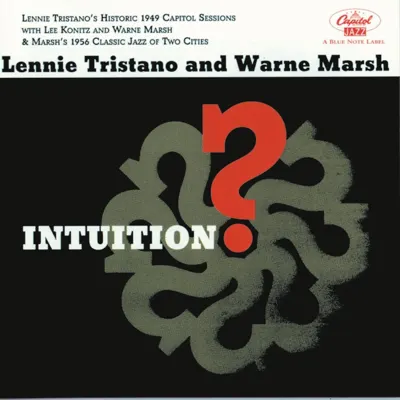 Lennie Tristano's Historic 1949 Capitol Sessions
with Lee Konitz and Warne Marsh
& Marsh's 1956 Classic Jazz of Two Cities
Capitol
JAZZ
A Blue Note Label
Lennie Tristano and Warne Marsh
INTUITION?